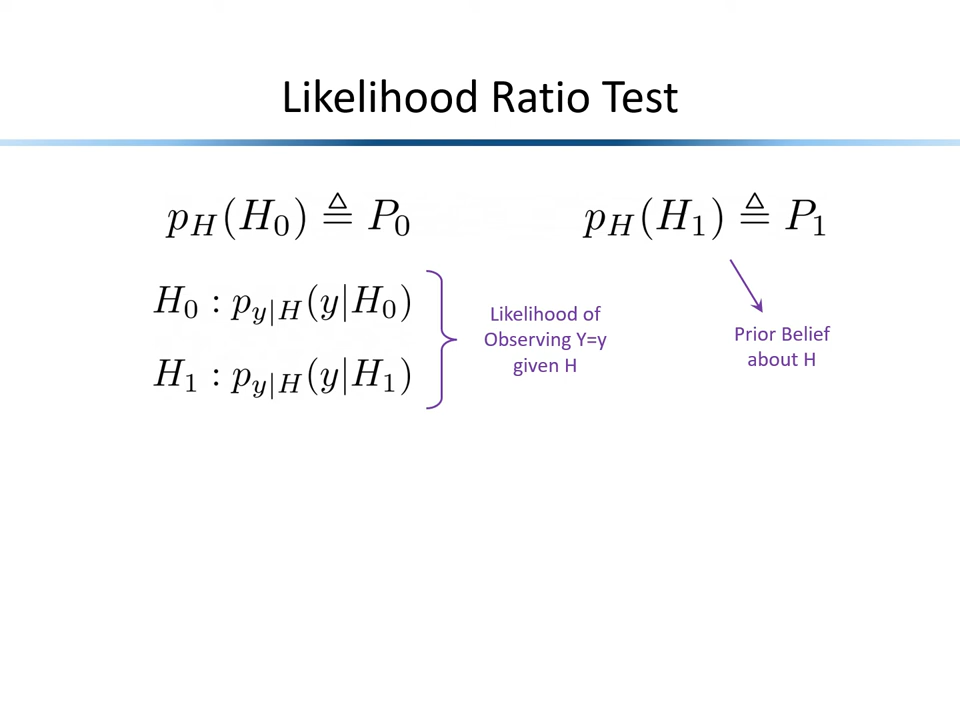 Likelihood Ratio Test
p_H(H_0) ≜ P_0
p_H(H_1) ≜ P_1
H_0 : p_{y|H}(y|H_0)
H_1 : p_{y|H}(y|H_1)
Likelihood of
Observing Y=y
given H
Prior Belief
about H